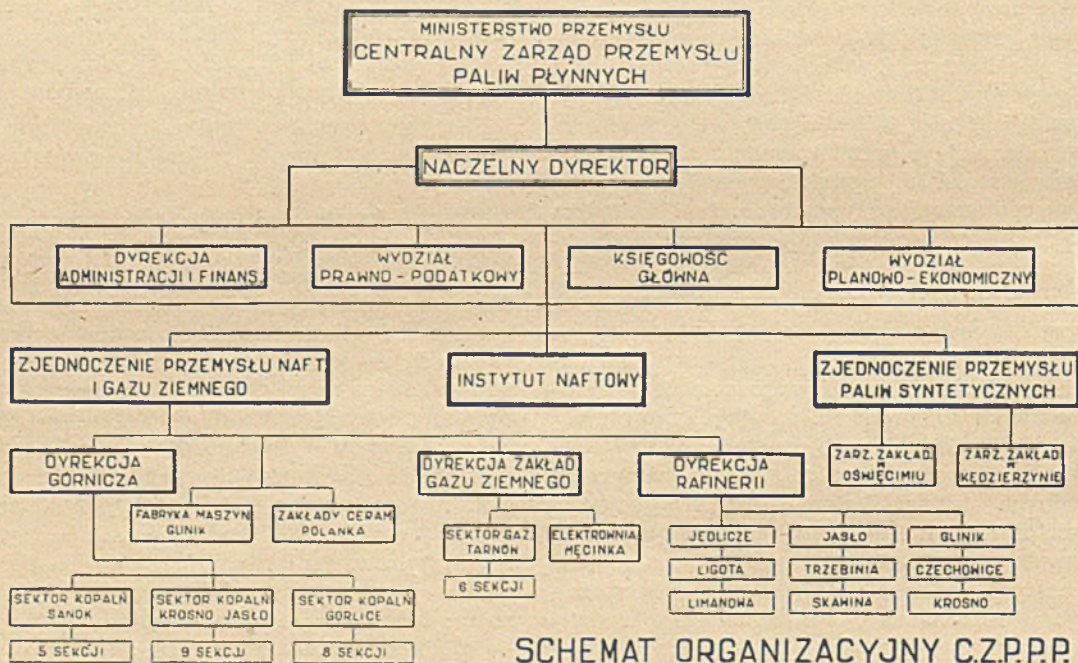 MINISTERSTWO PRZEMYSŁU
CENTRALNY ZARZĄD PRZEMYSŁU
PALIW PŁYNNYCH
NACZELNY DYREKTOR
DYREKCJA
ADMINISTRACJI I FINANS.
WYDZIAŁ
PRAWNO-PODATKOWY
KSIĘGOWOŚĆ
GŁÓWNA
WYDZIAŁ
PLANOWO-EKONOMICZNY
ZJEDNOCZENIE PRZEMYSŁU NAFT.
I GAZU ZIEMNEGO
INSTYTUT NAFTOWY
ZJEDNOCZENIE PRZEMYSŁU
PALIW SYNTETYCZNYCH
DYREKCJA
GÓRNICZA
FABRYKA MASZYN
GLINIK
ZAKŁADY CERAM.
POLANKA
DYREKCJA ZAKŁAD.
GAZU ZIEMNEGO
DYREKCJA
RAFINERII
ZARZ. ZAKŁAD.
W
OŚWIĘCIMIU
ZARZ. ZAKŁAD.
W
KĘDZIERZYNIE
SEKTOR GAZ.
TARNÓW
ELEKTROWNIA
MĘCINKA
6 SEKCJI
JEDLICZE
JASŁO
GLINIK
LIGOTA
TRZEBINIA
CZECHOWICE
LIMANOWA
SKAWINA
KROSNO
SEKTOR KOPALŃ
SANOK
SEKTOR KOPALŃ
KROSNO JASŁO
SEKTOR KOPALŃ
GORLICE
5 SEKCJI
9 SEKCJI
8 SEKCJI
SCHEMAT ORGANIZACYJNY C.Z.P.P.P.